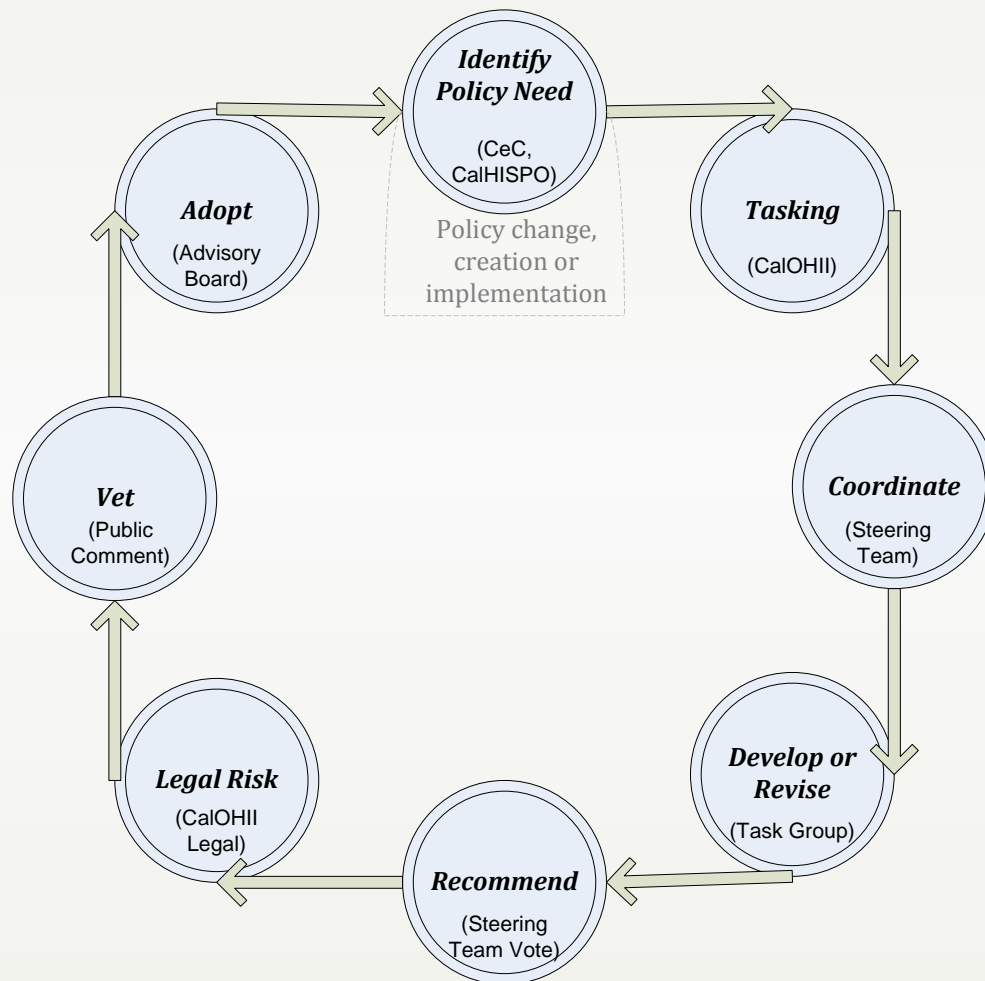 Identify
Policy Need
(CeC,
CalHISPO)
Policy change,
creation or
implementation
Tasking
(CalOHII)
Coordinate
(Steering
Team)
Develop or
Revise
(Task Group)
Recommend
(Steering
Team Vote)
Legal Risk
(CalOHII
Legal)
Vet
(Public
Comment)
Adopt
(Advisory
Board)